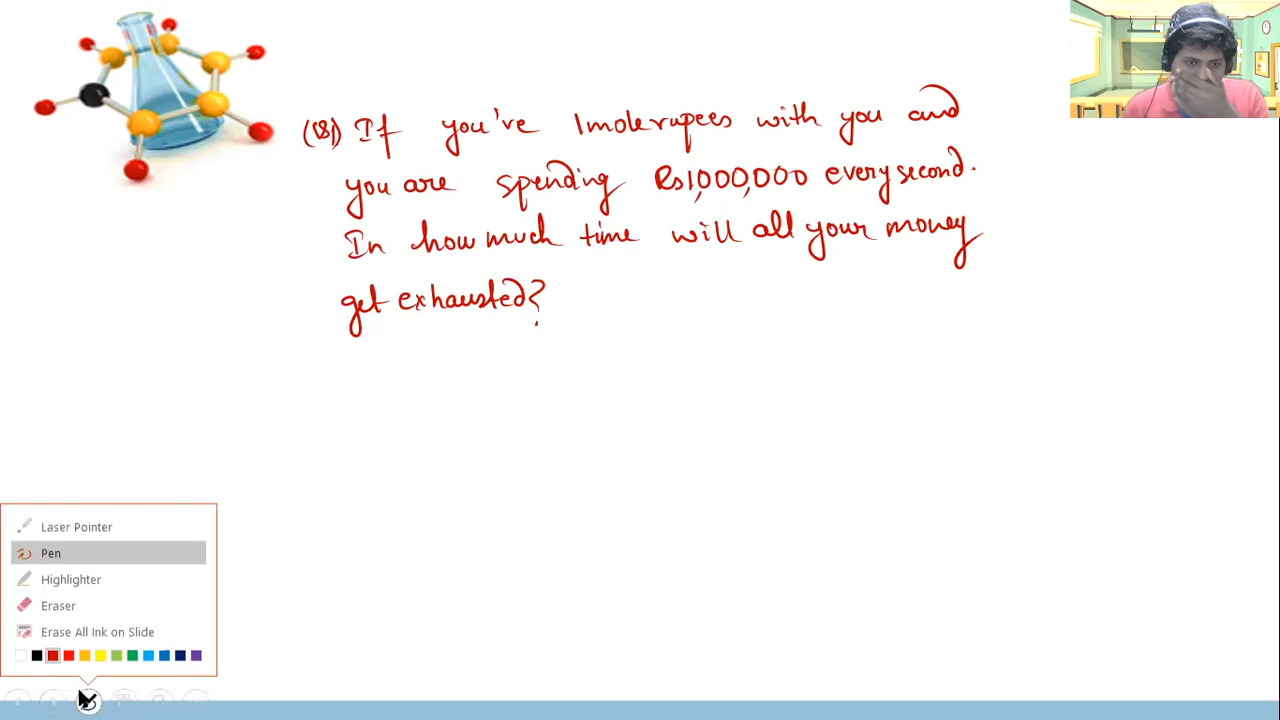 (18) If you've 1 mole rupees with you and
you are spending Rs1,000,000 every second.
In how much time will all your money
get exhausted?
Laser Pointer
Pen
Highlighter
Eraser
Erase All Ink on Slide